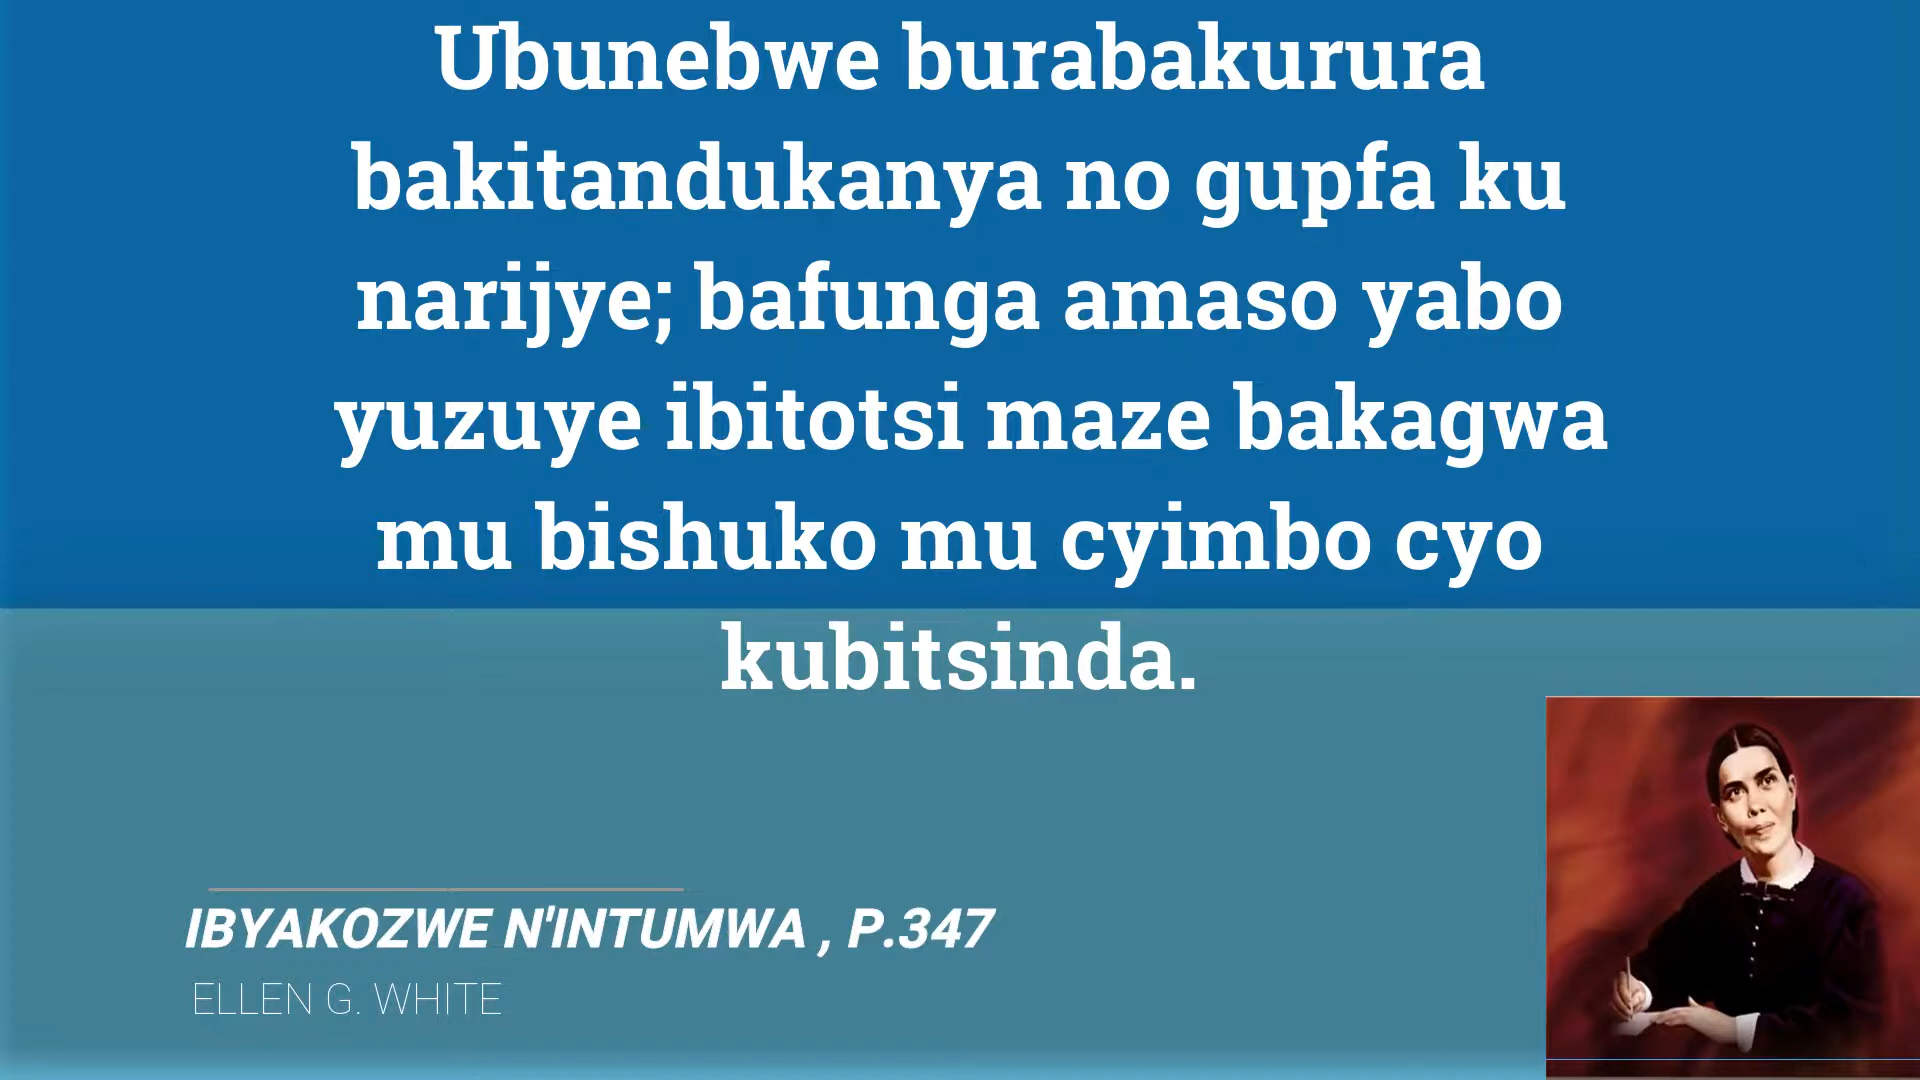 Ubunebwe burabakurura
bakitandukanya no gupfa ku
narijye; bafunga amaso yabo
yuzuye ibitotsi maze bakagwa
mu bishuko mu cyimbo cyo
kubitsinda.
IBYAKOZWE N'INTUMWA , P.347
ELLEN G. WHITE